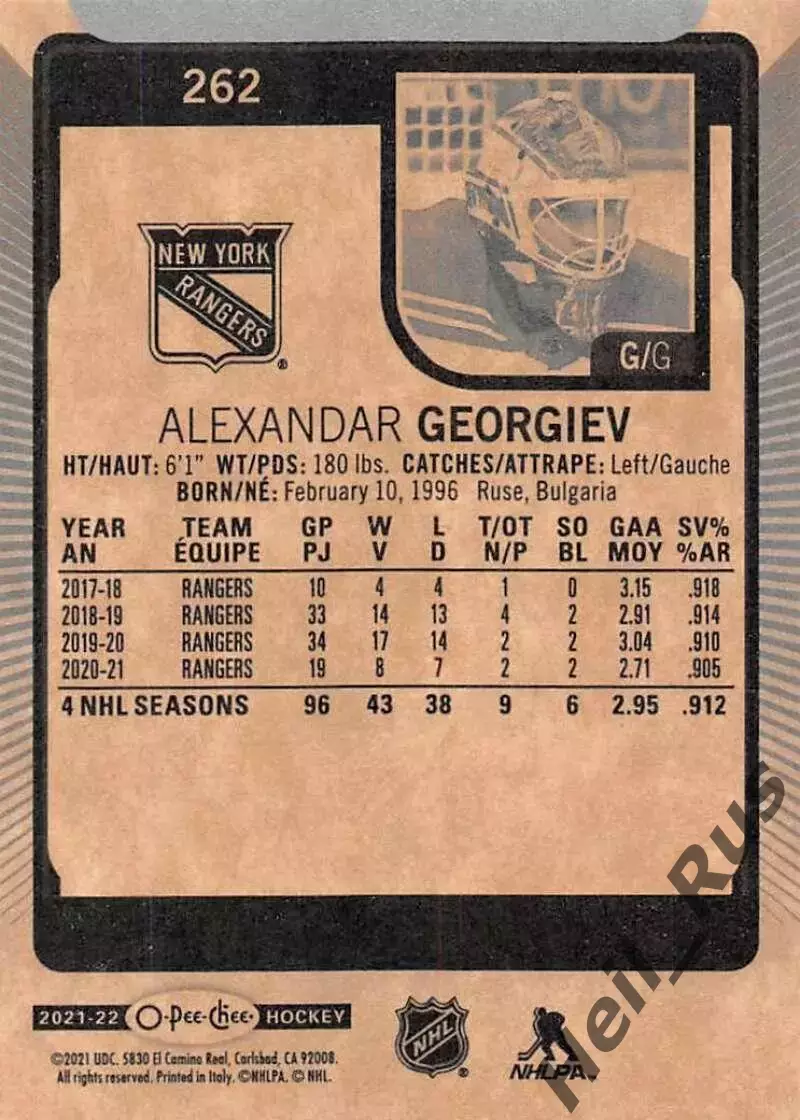 262
NEW YORK
RANGERS
®
G/G
ALEXANDAR GEORGIEV
HT/HAUT: 6'1" WT/PDS: 180 lbs. CATCHES/ATTRAPE: Left/Gauche
BORN/NÉ: February 10, 1996 Ruse, Bulgaria
YEAR TEAM GP W L T/OT SO GAA SV%
AN ÉQUIPE PJ V D N/P BL MOY %AR
2017-18 RANGERS 10 4 4 1 0 3.15 .918
2018-19 RANGERS 33 14 13 4 2 2.91 .914
2019-20 RANGERS 34 17 14 2 2 3.04 .910
2020-21 RANGERS 19 8 7 2 2 2.71 .905
4 NHL SEASONS 96 43 38 9 6 2.95 .912
2021-22 O-Pee-Chee HOCKEY
©2021 UDC. 5830 El Camino Real, Carlsbad, CA 92008.
All rights reserved. Printed in Italy. ©NHLPA. © NHL.
NHL
®
NHLPA™
Neil_Rus